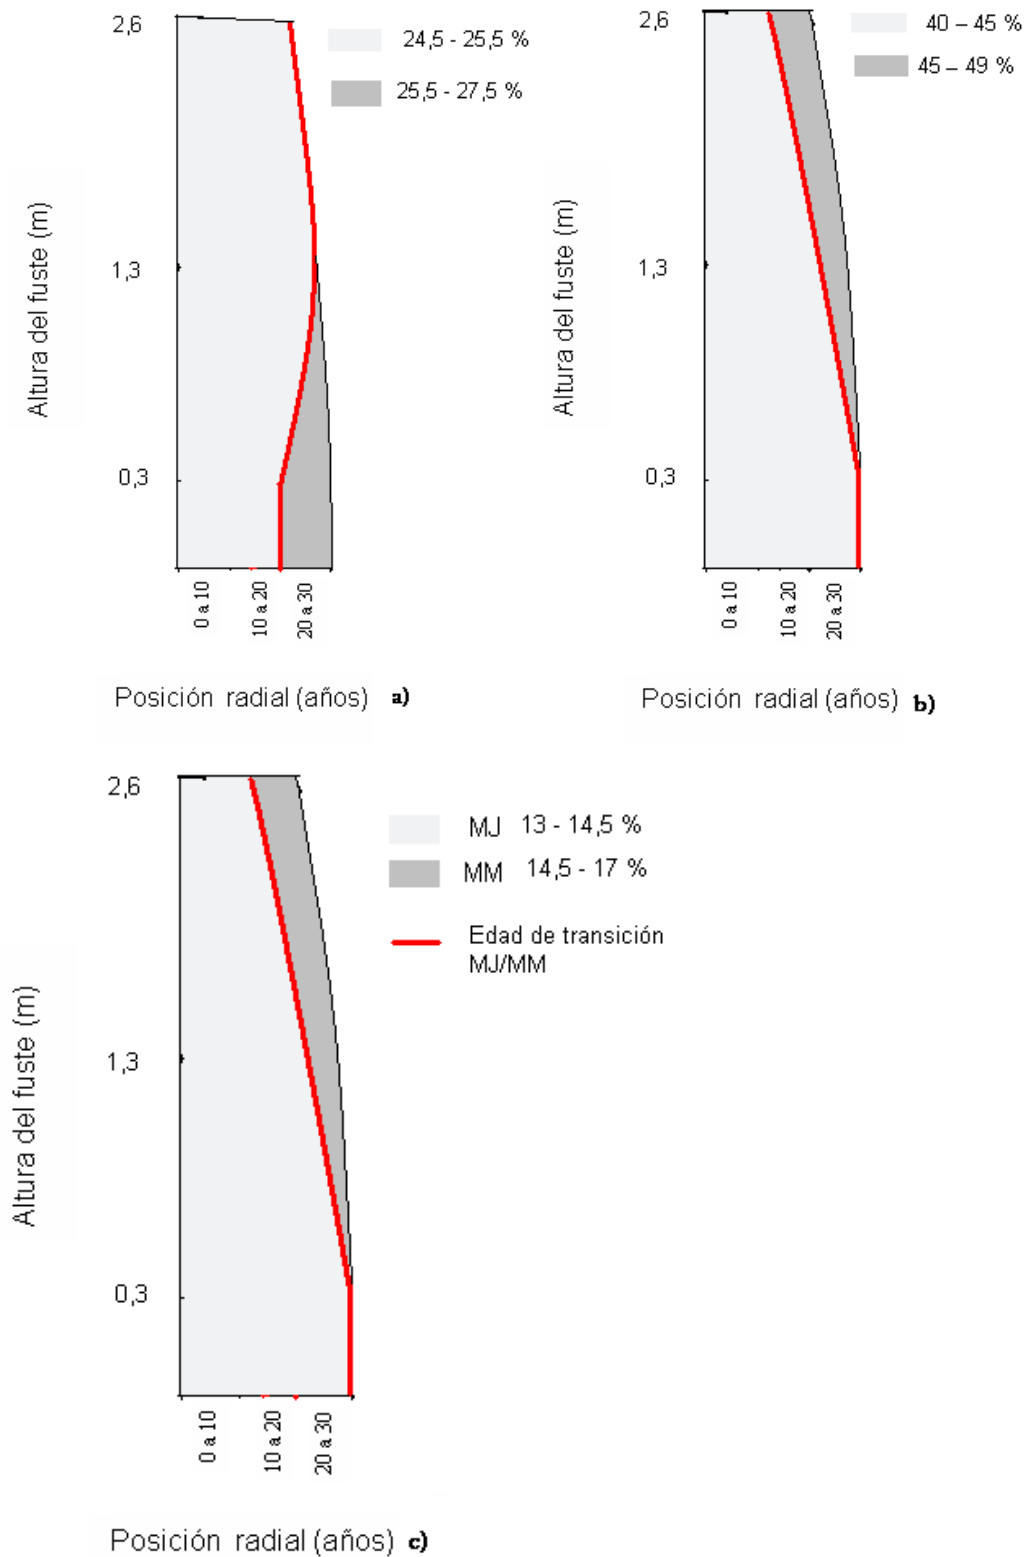 2,6
1,3
0,3
Altura del fuste (m)
24,5 - 25,5 %
25,5 - 27,5 %
0 a 10
10 a 20
20 a 30
Posición radial (años) a)
2,6
1,3
0,3
Altura del fuste (m)
40 – 45 %
45 – 49 %
0 a 10
10 a 20
20 a 30
Posición radial (años) b)
2,6
1,3
0,3
Altura del fuste (m)
MJ 13 - 14,5 %
MM 14,5 - 17 %
Edad de transición
MJ/MM
0 a 10
10 a 20
20 a 30
Posición radial (años) c)